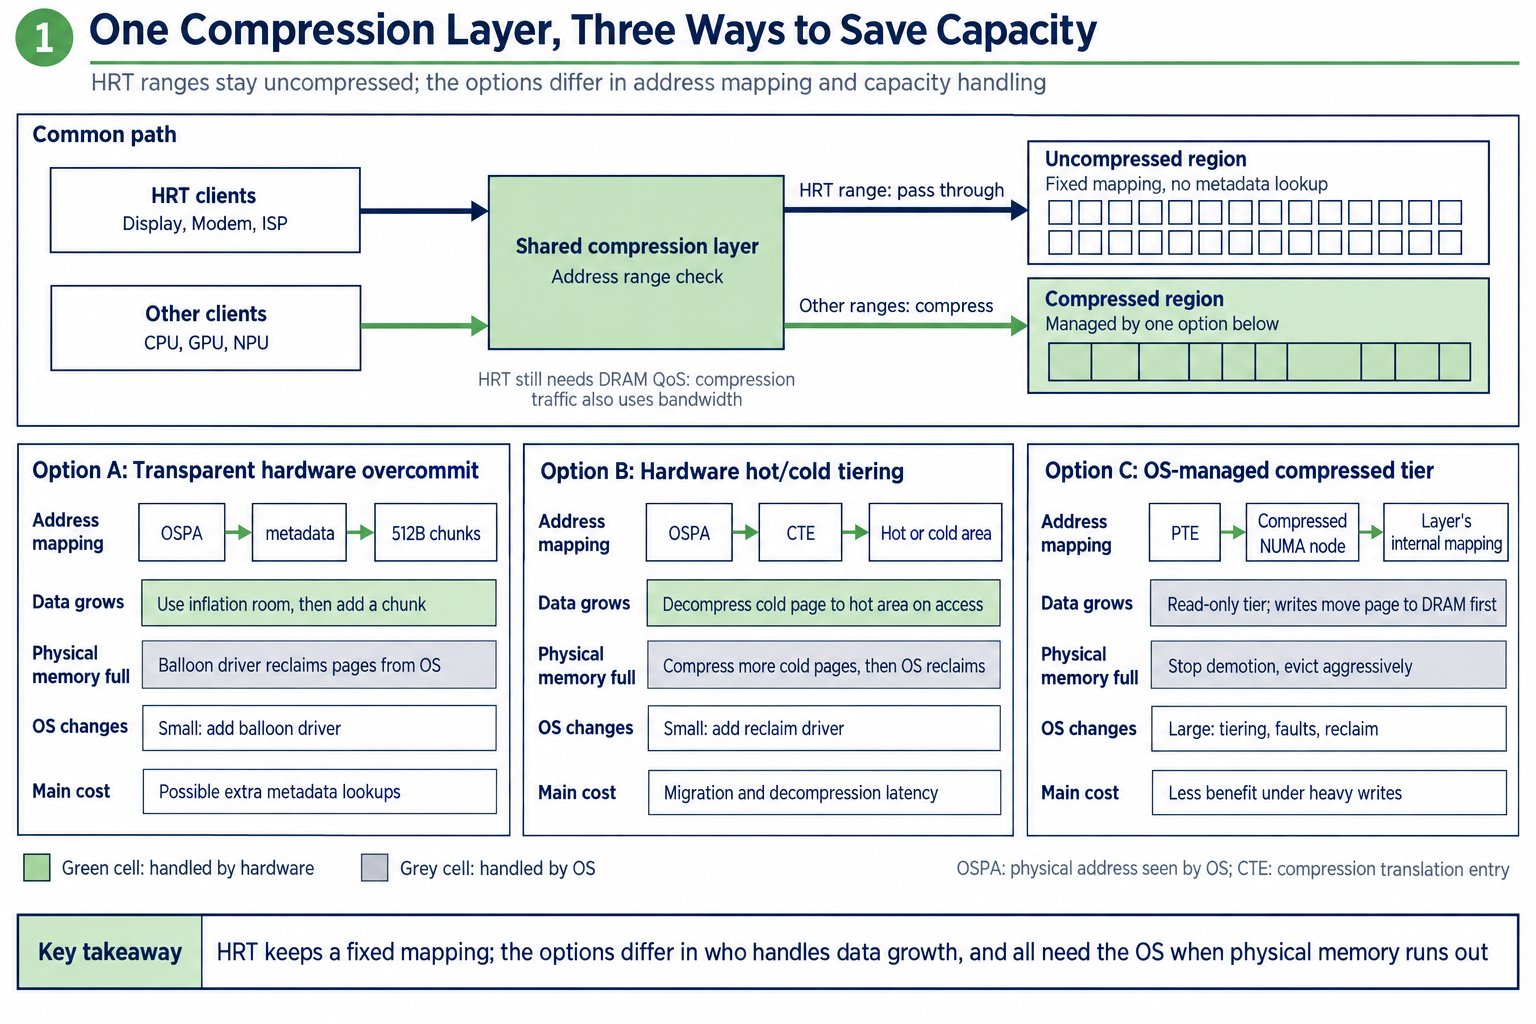 1
One Compression Layer, Three Ways to Save Capacity
HRT ranges stay uncompressed; the options differ in address mapping and capacity handling
Common path
HRT clients
Display, Modem, ISP
Other clients
CPU, GPU, NPU
Shared compression layer
Address range check
HRT still needs DRAM QoS: compression
traffic also uses bandwidth
HRT range: pass through
Other ranges: compress
Uncompressed region
Fixed mapping, no metadata lookup
Compressed region
Managed by one option below
Option A: Transparent hardware overcommit
Address
mapping
OSPA
metadata
512B chunks
Data grows
Use inflation room, then add a chunk
Physical
memory full
Balloon driver reclaims pages from OS
OS changes
Small: add balloon driver
Main cost
Possible extra metadata lookups
Option B: Hardware hot/cold tiering
Address
mapping
OSPA
CTE
Hot or cold area
Data grows
Decompress cold page to hot area on access
Physical
memory full
Compress more cold pages, then OS reclaims
OS changes
Small: add reclaim driver
Main cost
Migration and decompression latency
Option C: OS-managed compressed tier
Address
mapping
PTE
Compressed
NUMA node
Layer's
internal mapping
Data grows
Read-only tier; writes move page to DRAM first
Physical
memory full
Stop demotion, evict aggressively
OS changes
Large: tiering, faults, reclaim
Main cost
Less benefit under heavy writes
Green cell: handled by hardware
Grey cell: handled by OS
OSPA: physical address seen by OS; CTE: compression translation entry
Key takeaway
HRT keeps a fixed mapping; the options differ in who handles data growth, and all need the OS when physical memory runs out